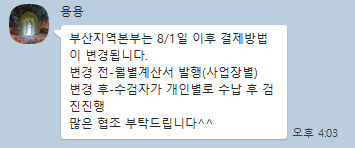 용용
부산지역본부는 8/1일 이후 결제방법
이 변경됩니다.
변경 전-월별계산서 발행(사업장별)
변경 후-수검자가 개인별로 수납 후 검
진진행
많은 협조 부탁드립니다^^
오후 4:03